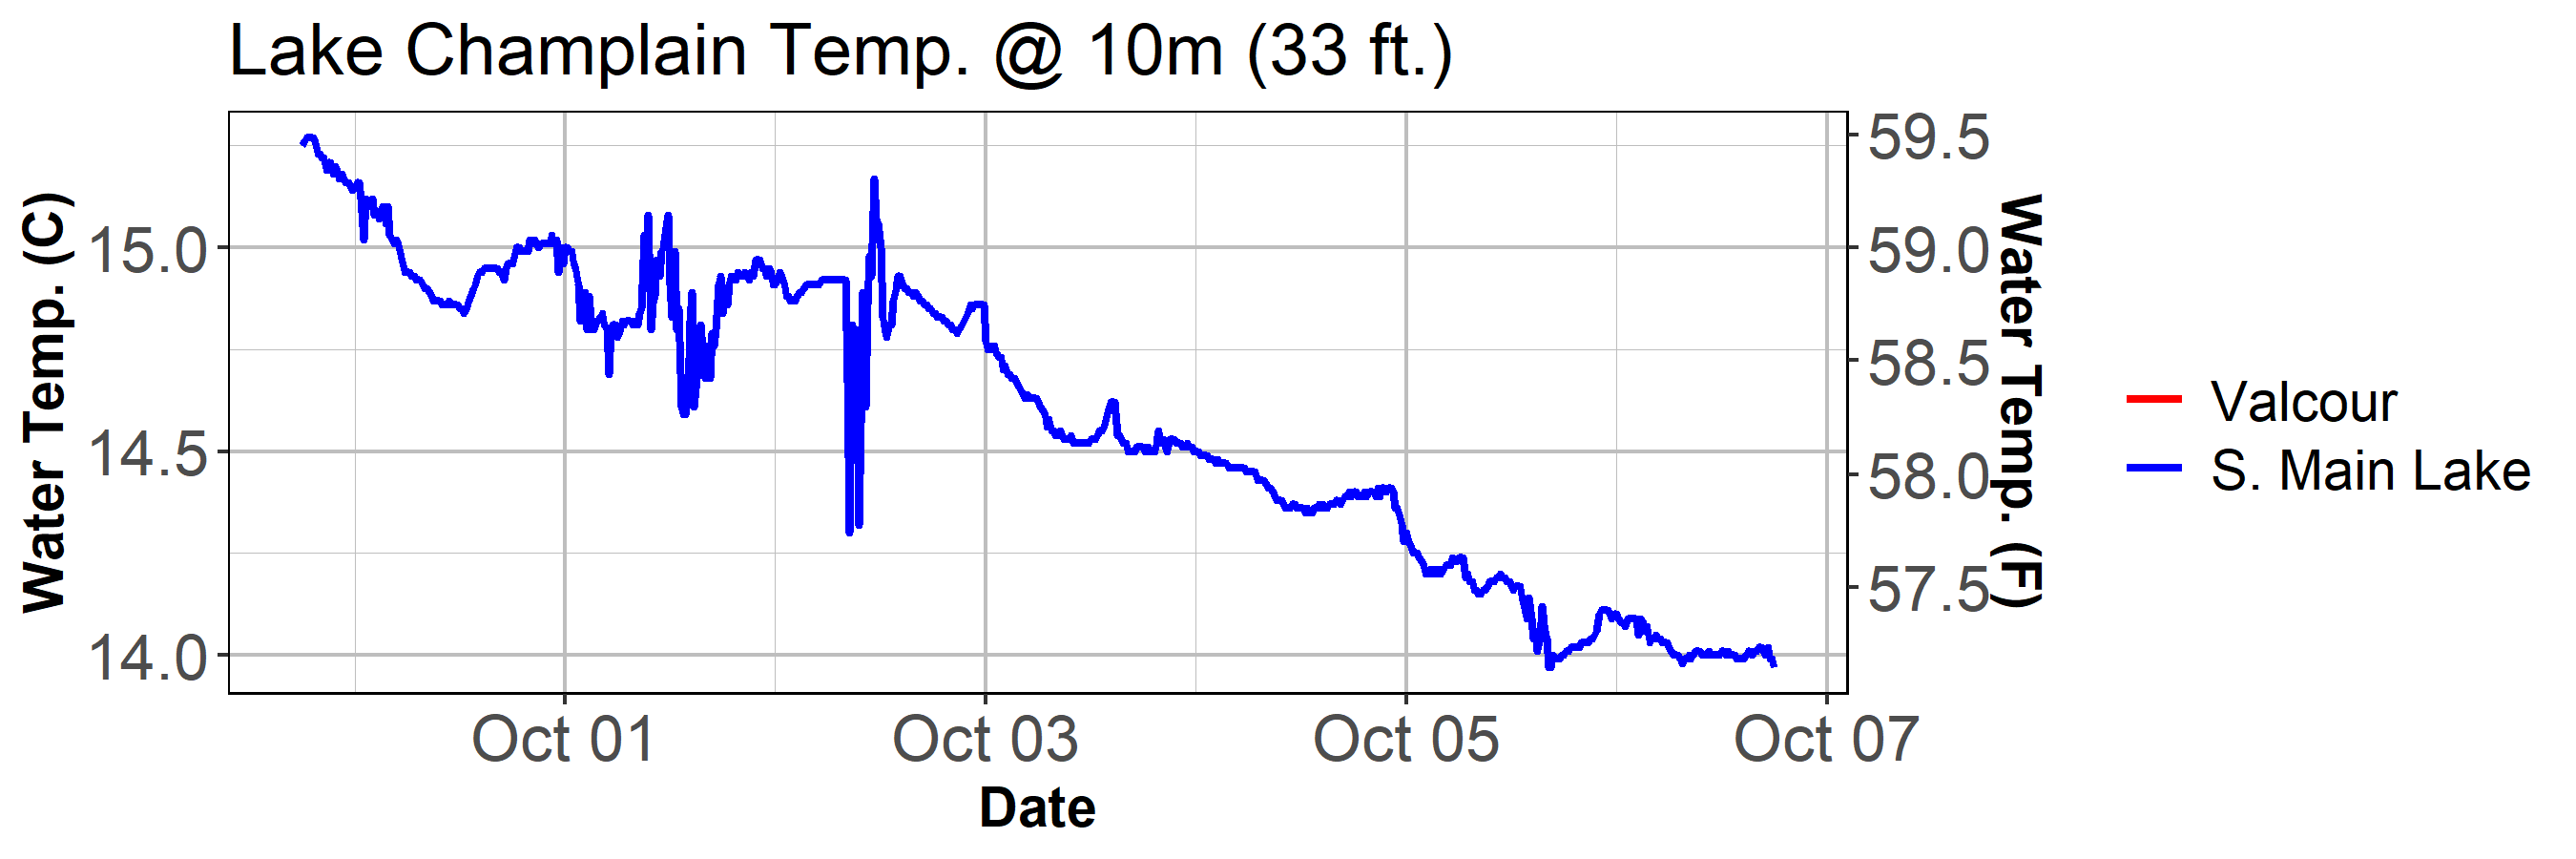 Lake Champlain Temp. @ 10m (33 ft.)
Water Temp. (C)
15.0
14.5
14.0
59.5
59.0
58.5
58.0
57.5
Water Temp. (F)
Oct 01
Oct 03
Oct 05
Oct 07
Date
Valcour
S. Main Lake